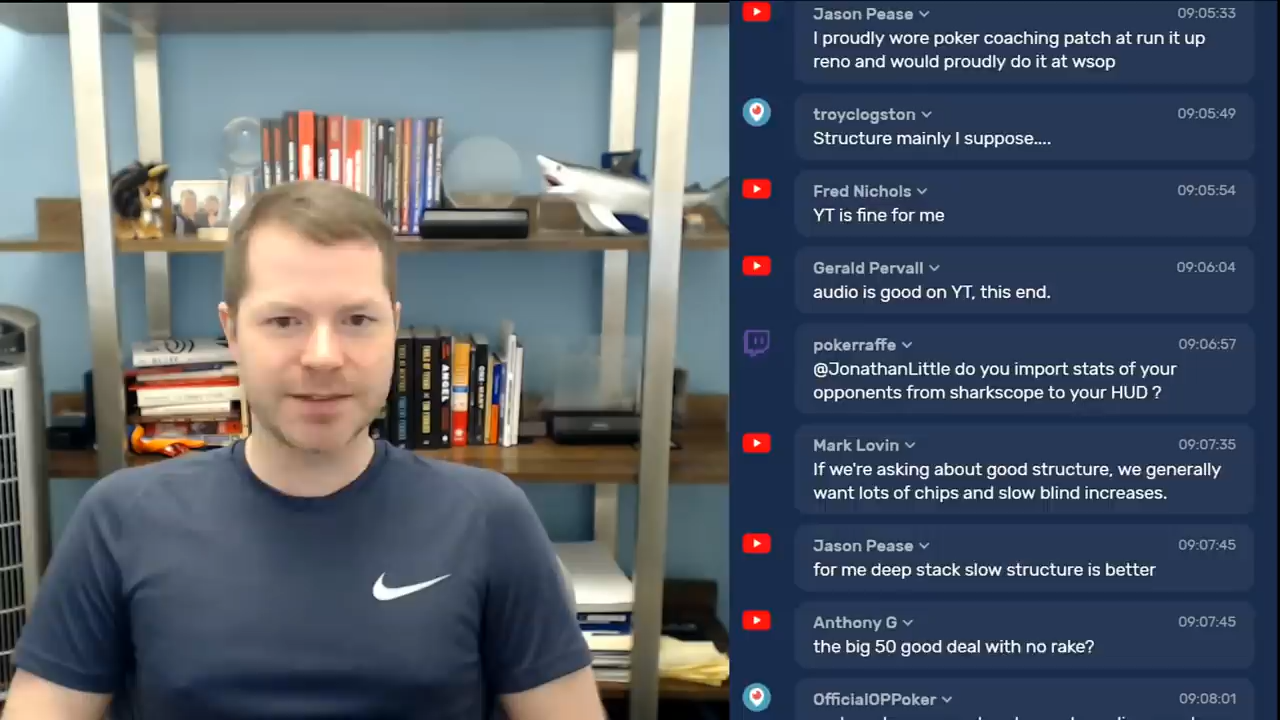 Jason Pease
09:05:33
I proudly wore poker coaching patch at run it up
reno and would proudly do it at wsop
troyclogston
09:05:49
Structure mainly I suppose....
Fred Nichols
09:05:54
YT is fine for me
Gerald Pervall
09:06:04
audio is good on YT, this end.
pokerraffe
09:06:57
@JonathanLittle do you import stats of your
opponents from sharkscope to your HUD ?
Mark Lovin
09:07:35
If we're asking about good structure, we generally
want lots of chips and slow blind increases.
Jason Pease
09:07:45
for me deep stack slow structure is better
Anthony G
09:07:45
the big 50 good deal with no rake?
OfficialOPPoker
09:08:01
ANGEL